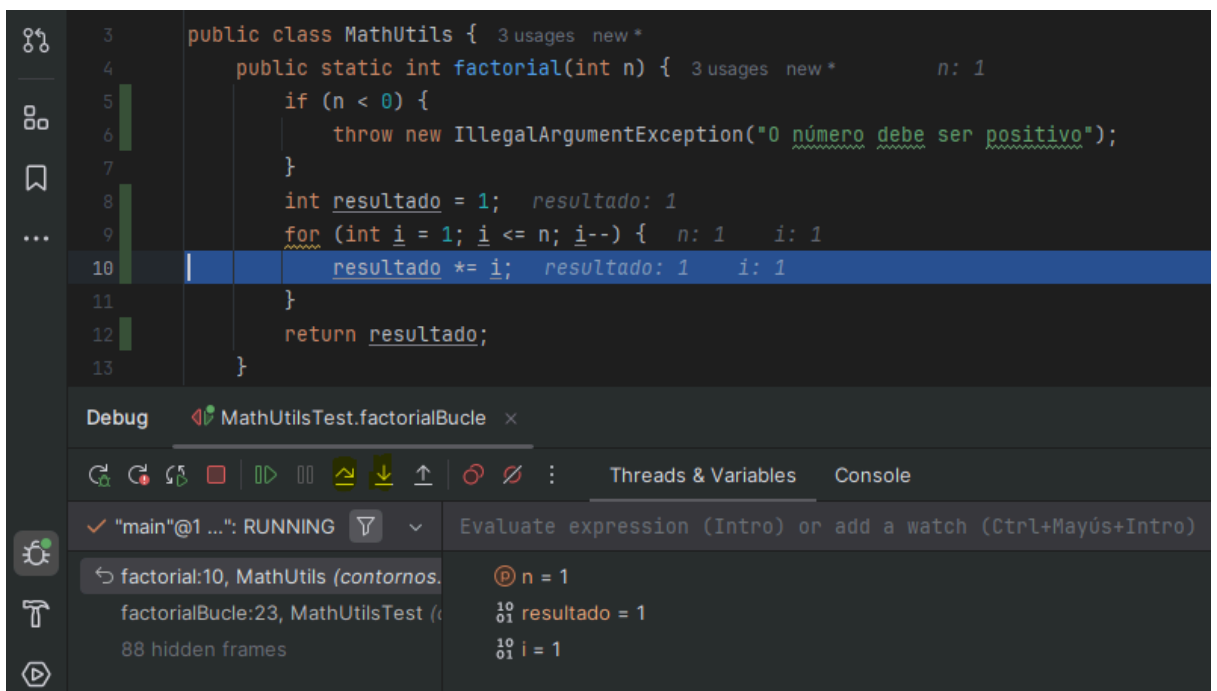 3 public class MathUtils { 3 usages new *
4 public static int factorial(int n) { 3 usages new * n: 1
5 if (n < 0) {
6 throw new IllegalArgumentException("O número debe ser positivo");
7 }
8 int resultado = 1; resultado: 1
9 for (int i = 1; i <= n; i--) { n: 1 i: 1
10 resultado *= i; resultado: 1 i: 1
11 }
12 return resultado;
13 }
Debug MathUtilsTest.factorialBucle
Threads & Variables Console
"main"@1 ...": RUNNING Evaluate expression (Intro) or add a watch (Ctrl+Mayús+Intro)
factorial:10, MathUtils (contornos. n = 1
factorialBucle:23, MathUtilsTest ( resultado = 1
88 hidden frames i = 1